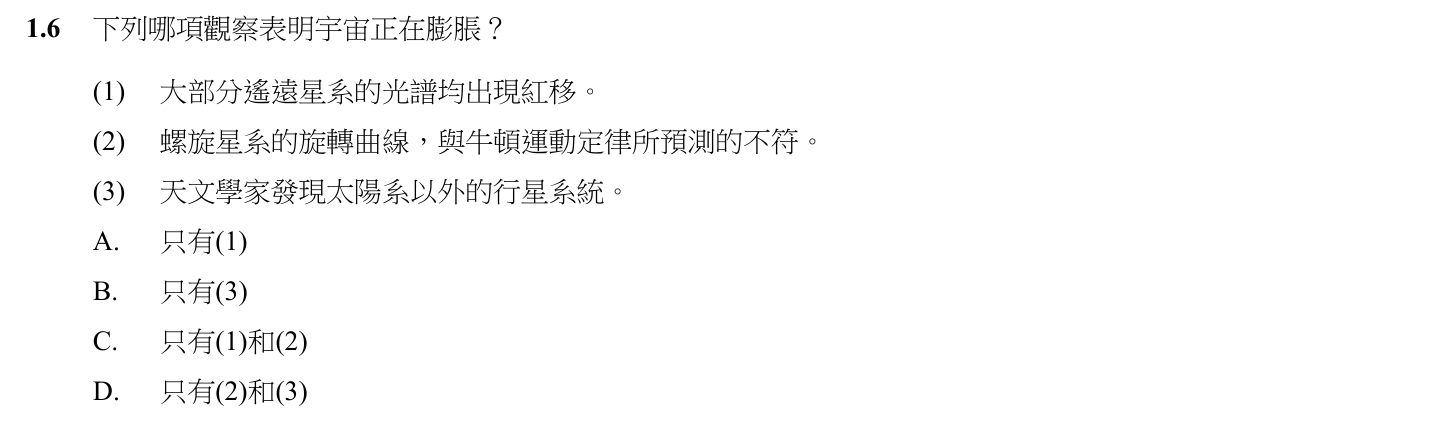 1.6 下列哪項觀察表明宇宙正在膨脹？
(1) 大部分遙遠星系的光譜均出現紅移。
(2) 螺旋星系的旋轉曲線，與牛頓運動定律所預測的不符。
(3) 天文學家發現太陽系以外的行星系統。
A. 只有(1)
B. 只有(3)
C. 只有(1)和(2)
D. 只有(2)和(3)